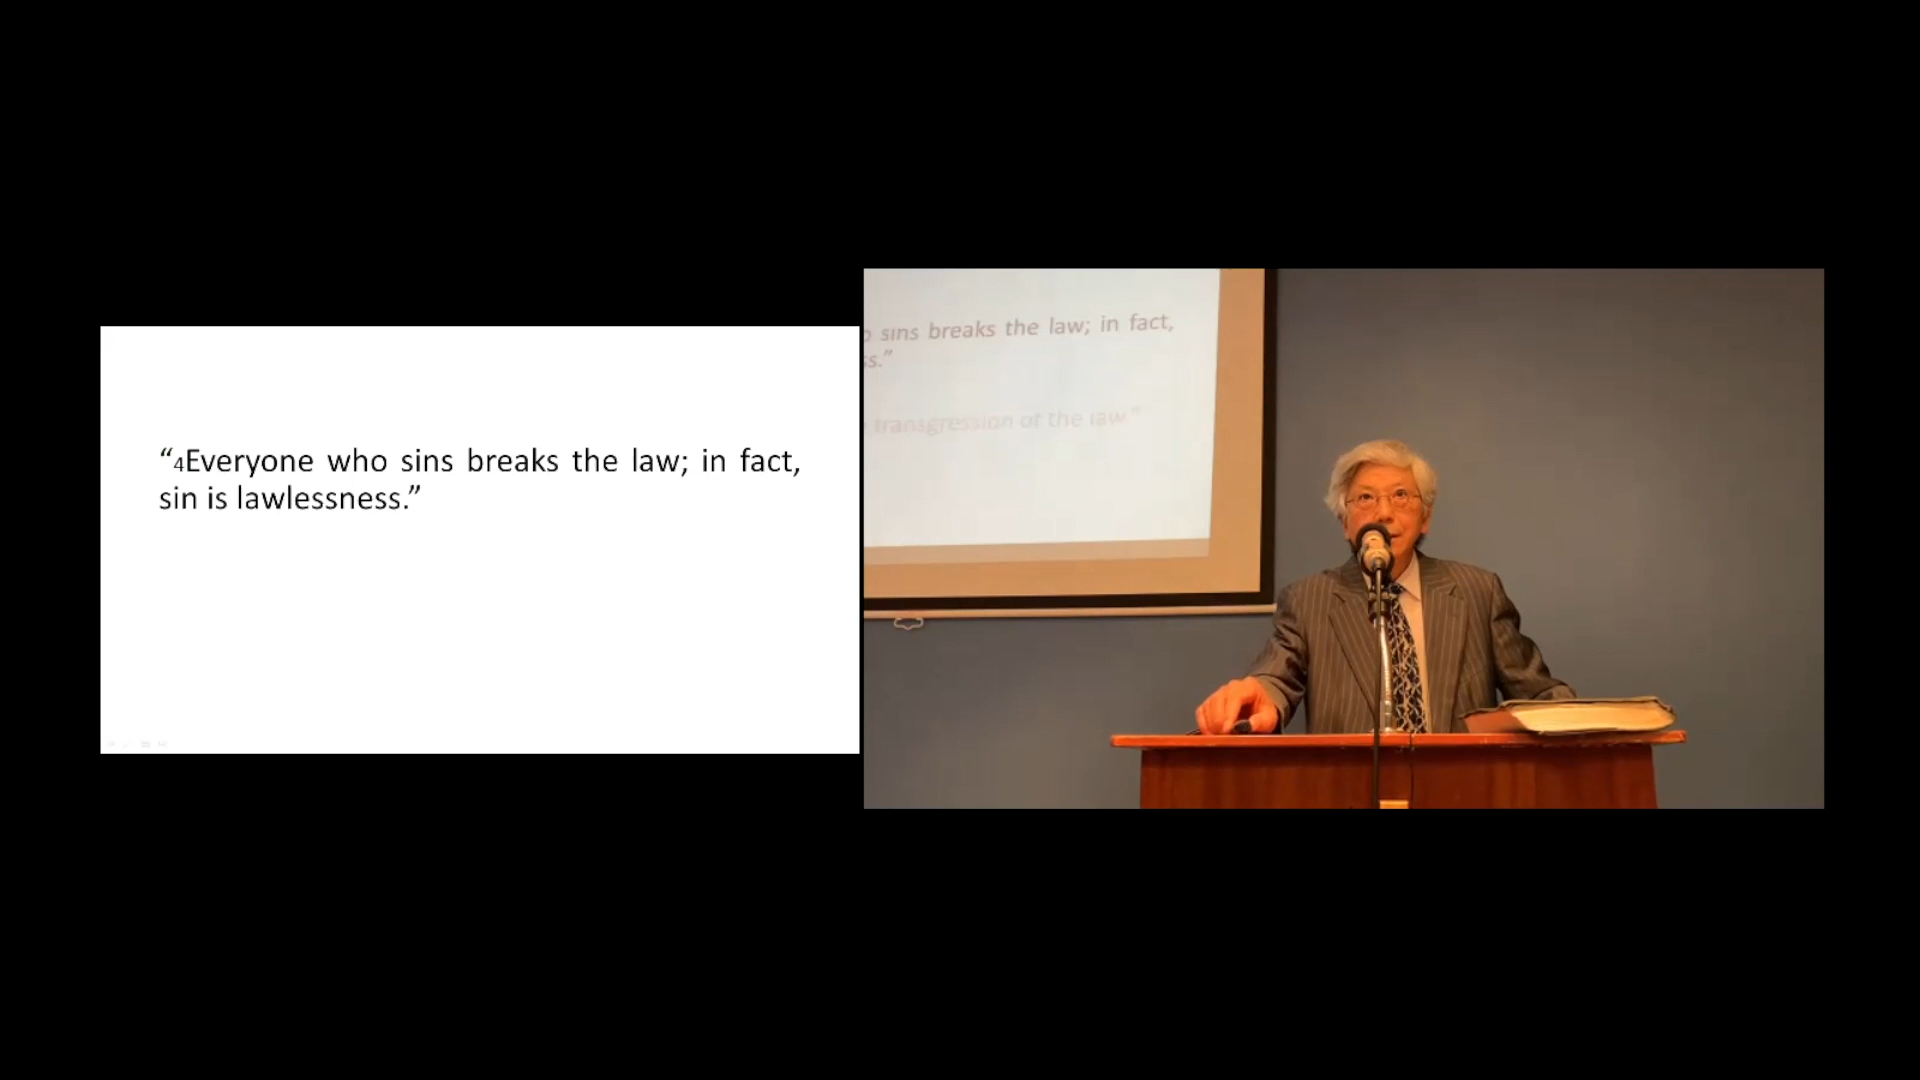 “4Everyone who sins breaks the law; in fact,
sin is lawlessness.”
sins breaks the law; in fact,
ss.”
transgression of the law”